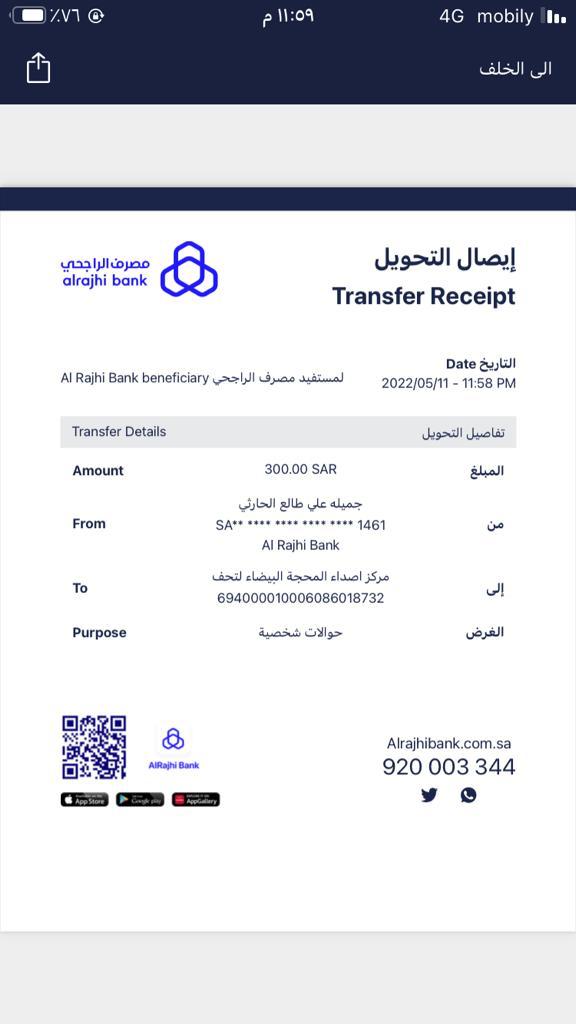 ٪٧٦
١١:٥٩ م
4G mobily
الى الخلف
مصرف الراجحي
alrajhi bank
إيصال التحويل
Transfer Receipt
التاريخ Date
2022/05/11 - 11:58 PM
لمستفيد مصرف الراجحي Al Rajhi Bank beneficiary
Transfer Details تفاصيل التحويل
Amount 300.00 SAR المبلغ
جميله علي طالع الحارثي
From SA** **** **** **** **** 1461 من
Al Rajhi Bank
مركز اصداء المحجة البيضاء لتحف
To إلى
694000010006086018732
Purpose حوالات شخصية الغرض
AlRajhi Bank
App Store
Google play
AppGallery
Alrajhibank.com.sa
920 003 344